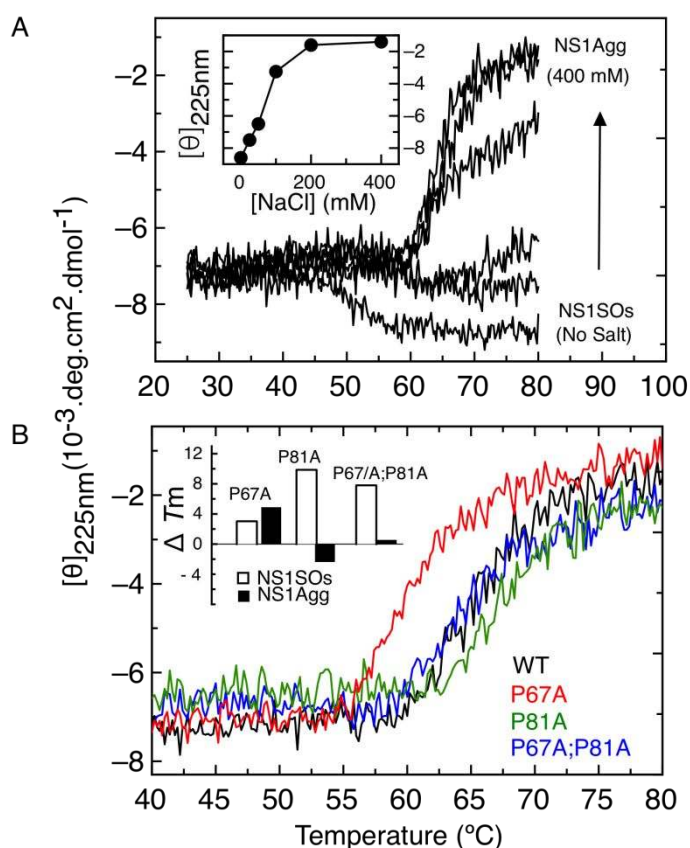 A
−2
−4
−6
−8
20 30 40 50 60 70 80 90 100
[θ]225nm
−2
−4
−6
−8
0 200 400
[NaCl] (mM)
NS1Agg
(400 mM)
NS1SOs
(No Salt)
[θ]225nm(10⁻³.deg.cm².dmol⁻¹)
B
−2
−4
−6
−8
40 45 50 55 60 65 70 75 80
Temperature (ºC)
Δ Tm
12
8
4
0
- 4
P67A
P81A
P67/A;P81A
NS1SOs
NS1Agg
WT
P67A
P81A
P67A;P81A